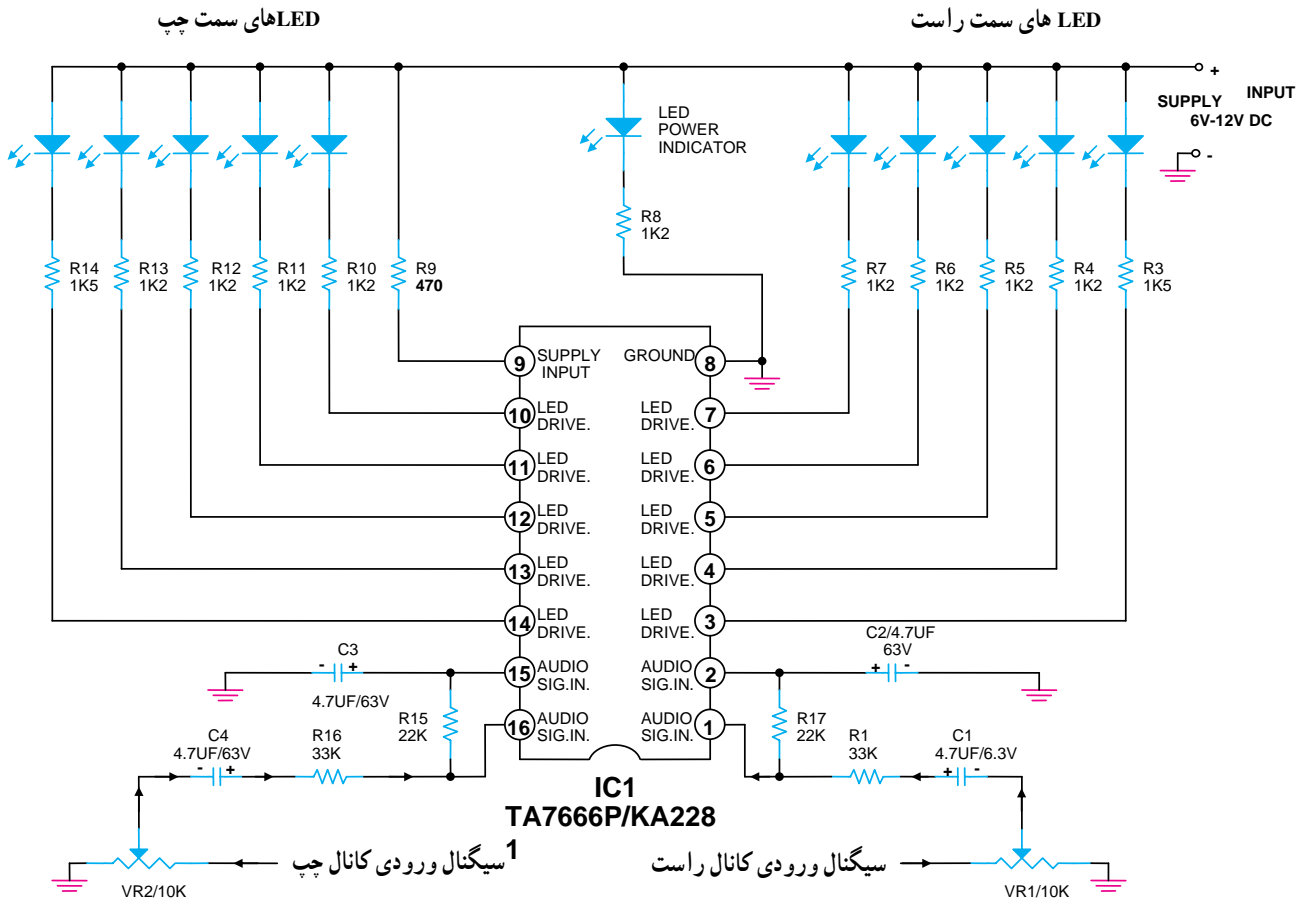 LEDهای سمت چپ
LED های سمت راست
+
SUPPLY INPUT
6V-12V DC
-
LED
POWER
INDICATOR
R8
1K2
R14
1K5
R13
1K2
R12
1K2
R11
1K2
R10
1K2
R9
470
R7
1K2
R6
1K2
R5
1K2
R4
1K2
R3
1K5
9 SUPPLY
INPUT
GROUND 8
10 LED
DRIVE.
LED 7
DRIVE.
11 LED
DRIVE.
LED 6
DRIVE.
12 LED
DRIVE.
LED 5
DRIVE.
13 LED
DRIVE.
LED 4
DRIVE.
14 LED
DRIVE.
LED 3
DRIVE.
15 AUDIO
SIG.IN.
AUDIO 2
SIG.IN.
16 AUDIO
SIG.IN.
AUDIO 1
SIG.IN.
C3
- +
4.7UF/63V
C2/4.7UF
63V
+ -
R15
22K
R17
22K
C4
4.7UF/63V
- +
R16
33K
R1
33K
C1
4.7UF/6.3V
+ -
IC1
TA7666P/KA228
1
سیگنال ورودی کانال چپ
سیگنال ورودی کانال راست
VR2/10K
VR1/10K